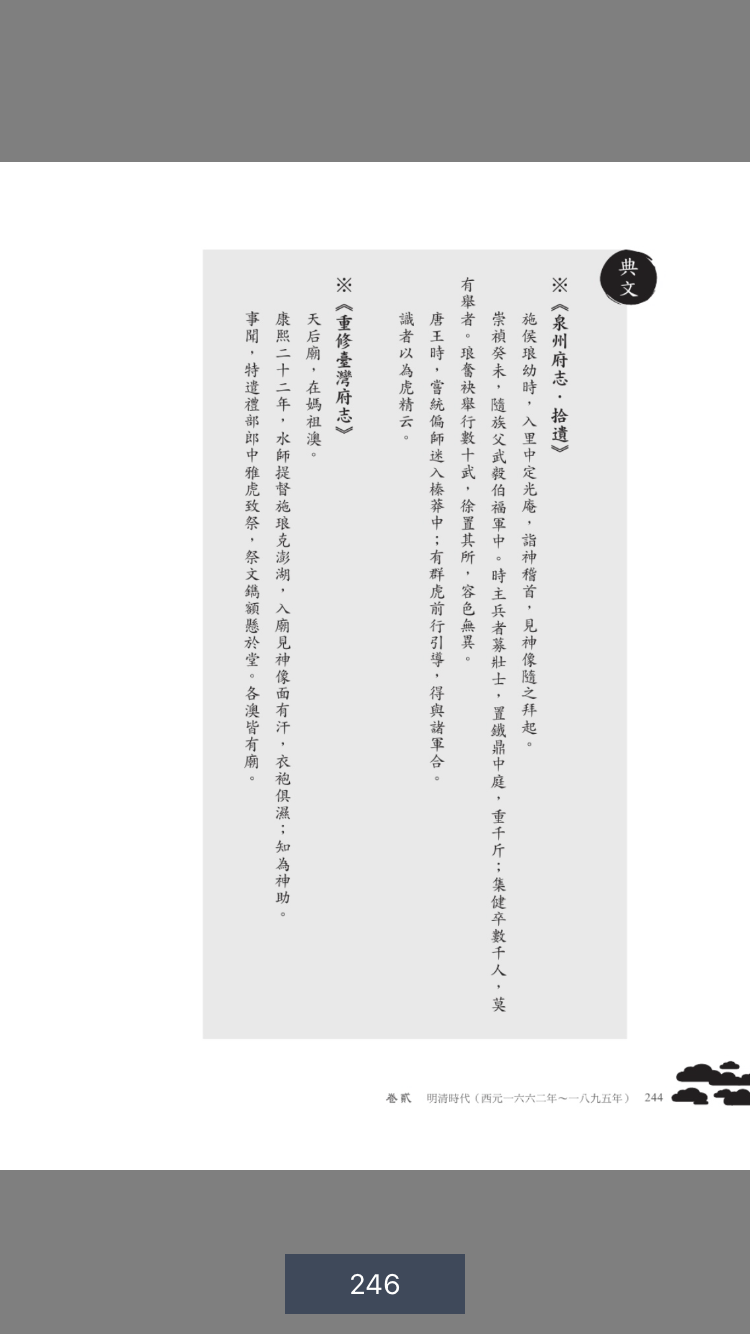 典文
※《泉州府志·拾遺》
施侯琅幼時，入里中定光庵，詣神稽首，見神像隨之拜起。
崇禎癸未，隨族父武毅伯福軍中。時主兵者募壯士，置鐵鼎中庭，重千斤；集健卒數千人，莫
有舉者。琅奮袂舉行數十武，徐置其所，容色無異。
唐王時，嘗統偏師迷入榛莽中；有群虎前行引導，得與諸軍合。
識者以為虎精云。
※《重修臺灣府志》
天后廟，在媽祖澳。
康熙二十二年，水師提督施琅克澎湖，入廟見神像面有汗，衣袍俱濕；知為神助。
事聞，特遣禮部郎中雅虎致祭，祭文鐫額懸於堂。各澳皆有廟。
卷貳 明清時代（西元一六六二年～一八九五年） 244
246